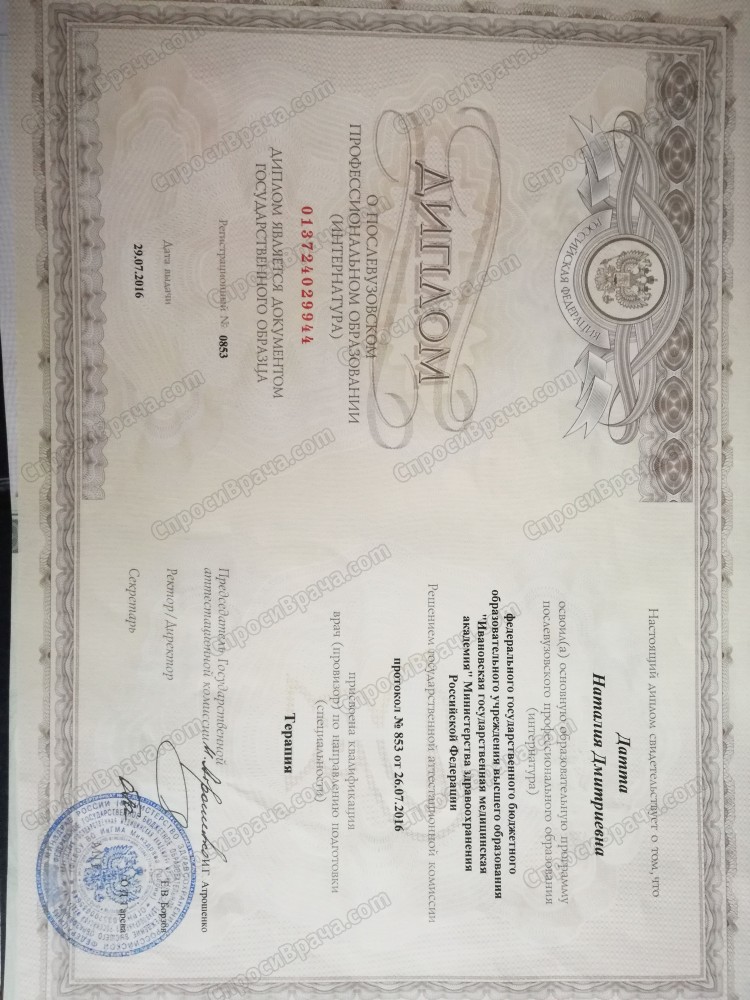 РОССИЙСКАЯ ФЕДЕРАЦИЯ
ДИПЛОМ
О ПОСЛЕВУЗОВСКОМ
ПРОФЕССИОНАЛЬНОМ ОБРАЗОВАНИИ
(ИНТЕРНАТУРА)
013724029944
ДИПЛОМ ЯВЛЯЕТСЯ ДОКУМЕНТОМ
ГОСУДАРСТВЕННОГО ОБРАЗЦА
Регистрационный № 0853
Дата выдачи
29.07.2016
Настоящий диплом свидетельствует о том, что
Датта
Наталия Дмитриевна
освоил(а) основную образовательную программу
послевузовского профессионального образования
(интернатура)
федерального государственного бюджетного
образовательного учреждения высшего образования
"Ивановская государственная медицинская
академия" Министерства здравоохранения
Российской Федерации
Решением государственной аттестационной комиссии
протокол № 853 от 26.07.2016
присвоена квалификация
врач (провизор) по направлению подготовки
(специальности)
Терапия
Председатель Государственной
аттестационной комиссии
И.Г. Атрошенко
Ректор/Директор
Е.В. Борзов
Секретарь
СпросиВрача.com